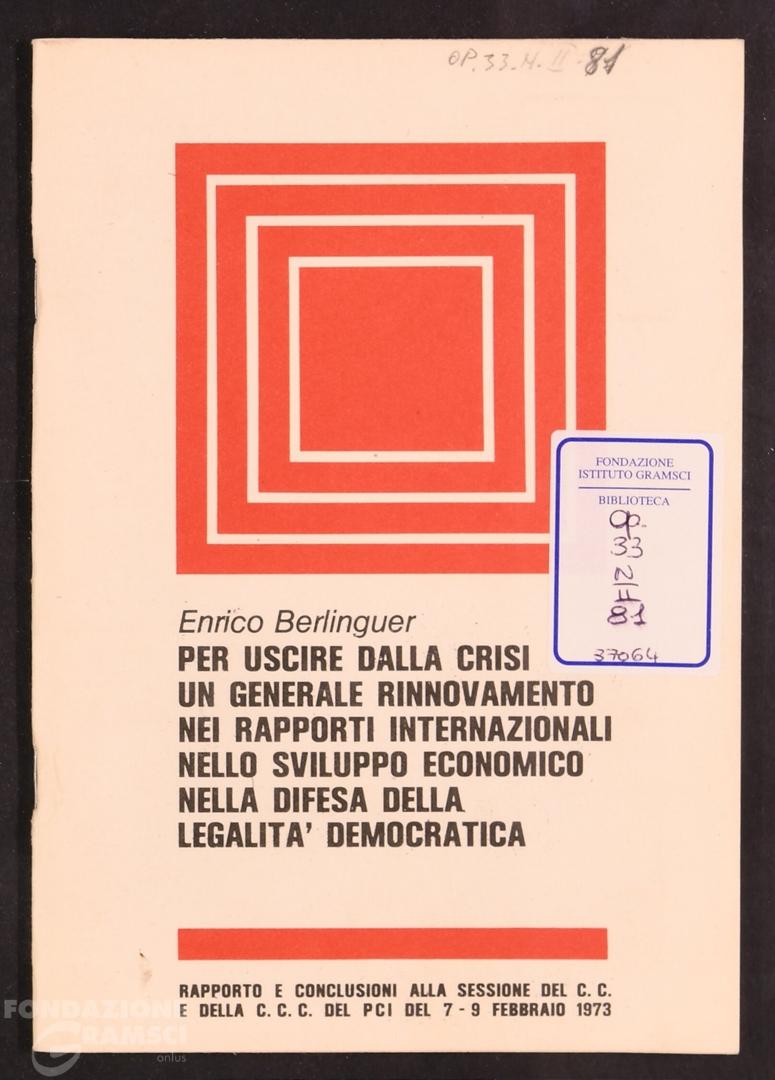 OP. 33. H. II. 81
FONDAZIONE
ISTITUTO GRAMSCI
BIBLIOTECA
Op.
33
81
37064
Enrico Berlinguer
PER USCIRE DALLA CRISI
UN GENERALE RINNOVAMENTO
NEI RAPPORTI INTERNAZIONALI
NELLO SVILUPPO ECONOMICO
NELLA DIFESA DELLA
LEGALITA' DEMOCRATICA
RAPPORTO E CONCLUSIONI ALLA SESSIONE DEL C. C.
E DELLA C. C. C. DEL PCI DEL 7 - 9 FEBBRAIO 1973
FONDAZIONE
GRAMSCI
onlus